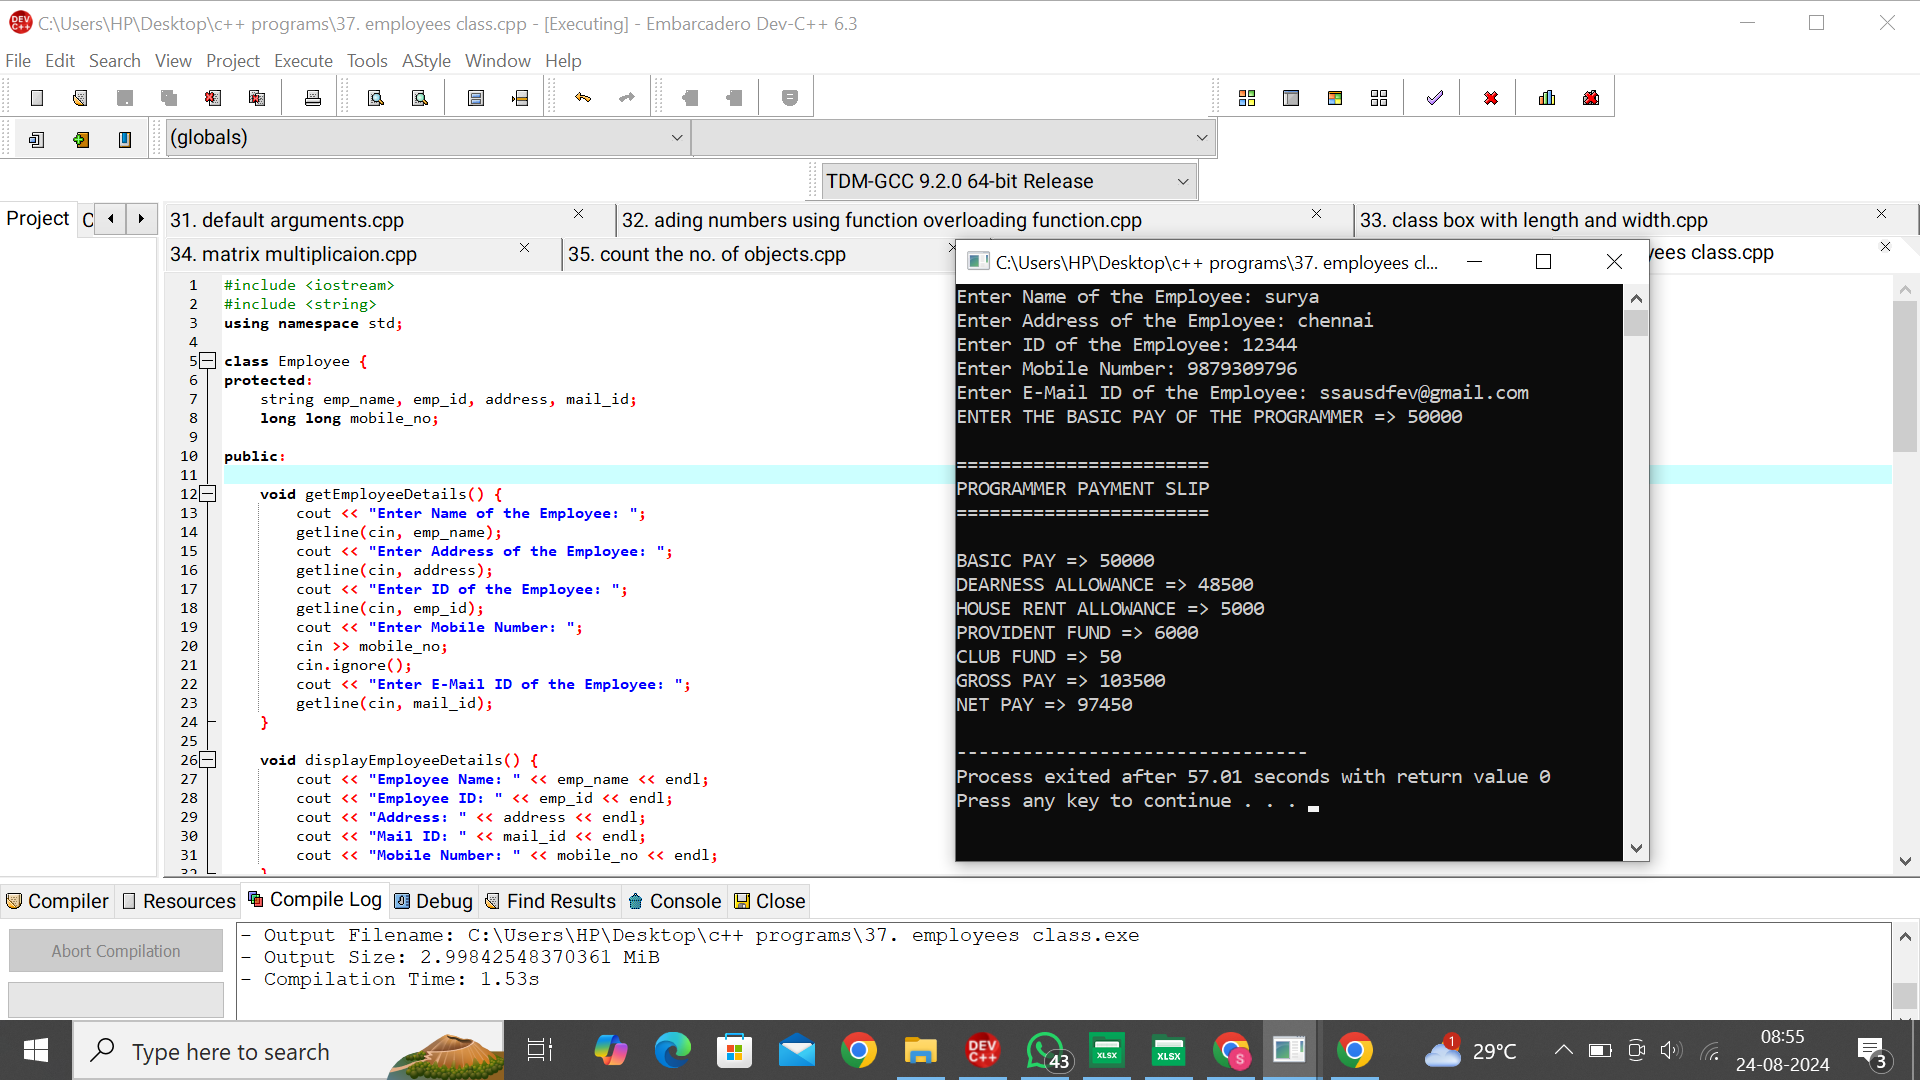 C:\Users\HP\Desktop\c++ programs\37. employees class.cpp - [Executing] - Embarcadero Dev-C++ 6.3
File Edit Search View Project Execute Tools AStyle Window Help
(globals)
TDM-GCC 9.2.0 64-bit Release
Project
31. default arguments.cpp
32. ading numbers using function overloading function.cpp
33. class box with length and width.cpp
34. matrix multiplicaion.cpp
35. count the no. of objects.cpp
yees class.cpp
1 #include <iostream>
2 #include <string>
3 using namespace std;
4
5 class Employee {
6 protected:
7 string emp_name, emp_id, address, mail_id;
8 long long mobile_no;
9
10 public:
11
12 void getEmployeeDetails() {
13 cout << "Enter Name of the Employee: ";
14 getline(cin, emp_name);
15 cout << "Enter Address of the Employee: ";
16 getline(cin, address);
17 cout << "Enter ID of the Employee: ";
18 getline(cin, emp_id);
19 cout << "Enter Mobile Number: ";
20 cin >> mobile_no;
21 cin.ignore();
22 cout << "Enter E-Mail ID of the Employee: ";
23 getline(cin, mail_id);
24 }
25
26 void displayEmployeeDetails() {
27 cout << "Employee Name: " << emp_name << endl;
28 cout << "Employee ID: " << emp_id << endl;
29 cout << "Address: " << address << endl;
30 cout << "Mail ID: " << mail_id << endl;
31 cout << "Mobile Number: " << mobile_no << endl;
32 }
C:\Users\HP\Desktop\c++ programs\37. employees cl...
Enter Name of the Employee: surya
Enter Address of the Employee: chennai
Enter ID of the Employee: 12344
Enter Mobile Number: 9879309796
Enter E-Mail ID of the Employee: ssausdfev@gmail.com
ENTER THE BASIC PAY OF THE PROGRAMMER => 50000
=======================
PROGRAMMER PAYMENT SLIP
=======================
BASIC PAY => 50000
DEARNESS ALLOWANCE => 48500
HOUSE RENT ALLOWANCE => 5000
PROVIDENT FUND => 6000
CLUB FUND => 50
GROSS PAY => 103500
NET PAY => 97450
--------------------------------
Process exited after 57.01 seconds with return value 0
Press any key to continue . . .
Compiler Resources Compile Log Debug Find Results Console Close
Abort Compilation
- Output Filename: C:\Users\HP\Desktop\c++ programs\37. employees class.exe
- Output Size: 2.99842548370361 MiB
- Compilation Time: 1.53s
Type here to search
DEV C++
43
XLSX
XLSX
S
1
29°C
08:55
24-08-2024
3